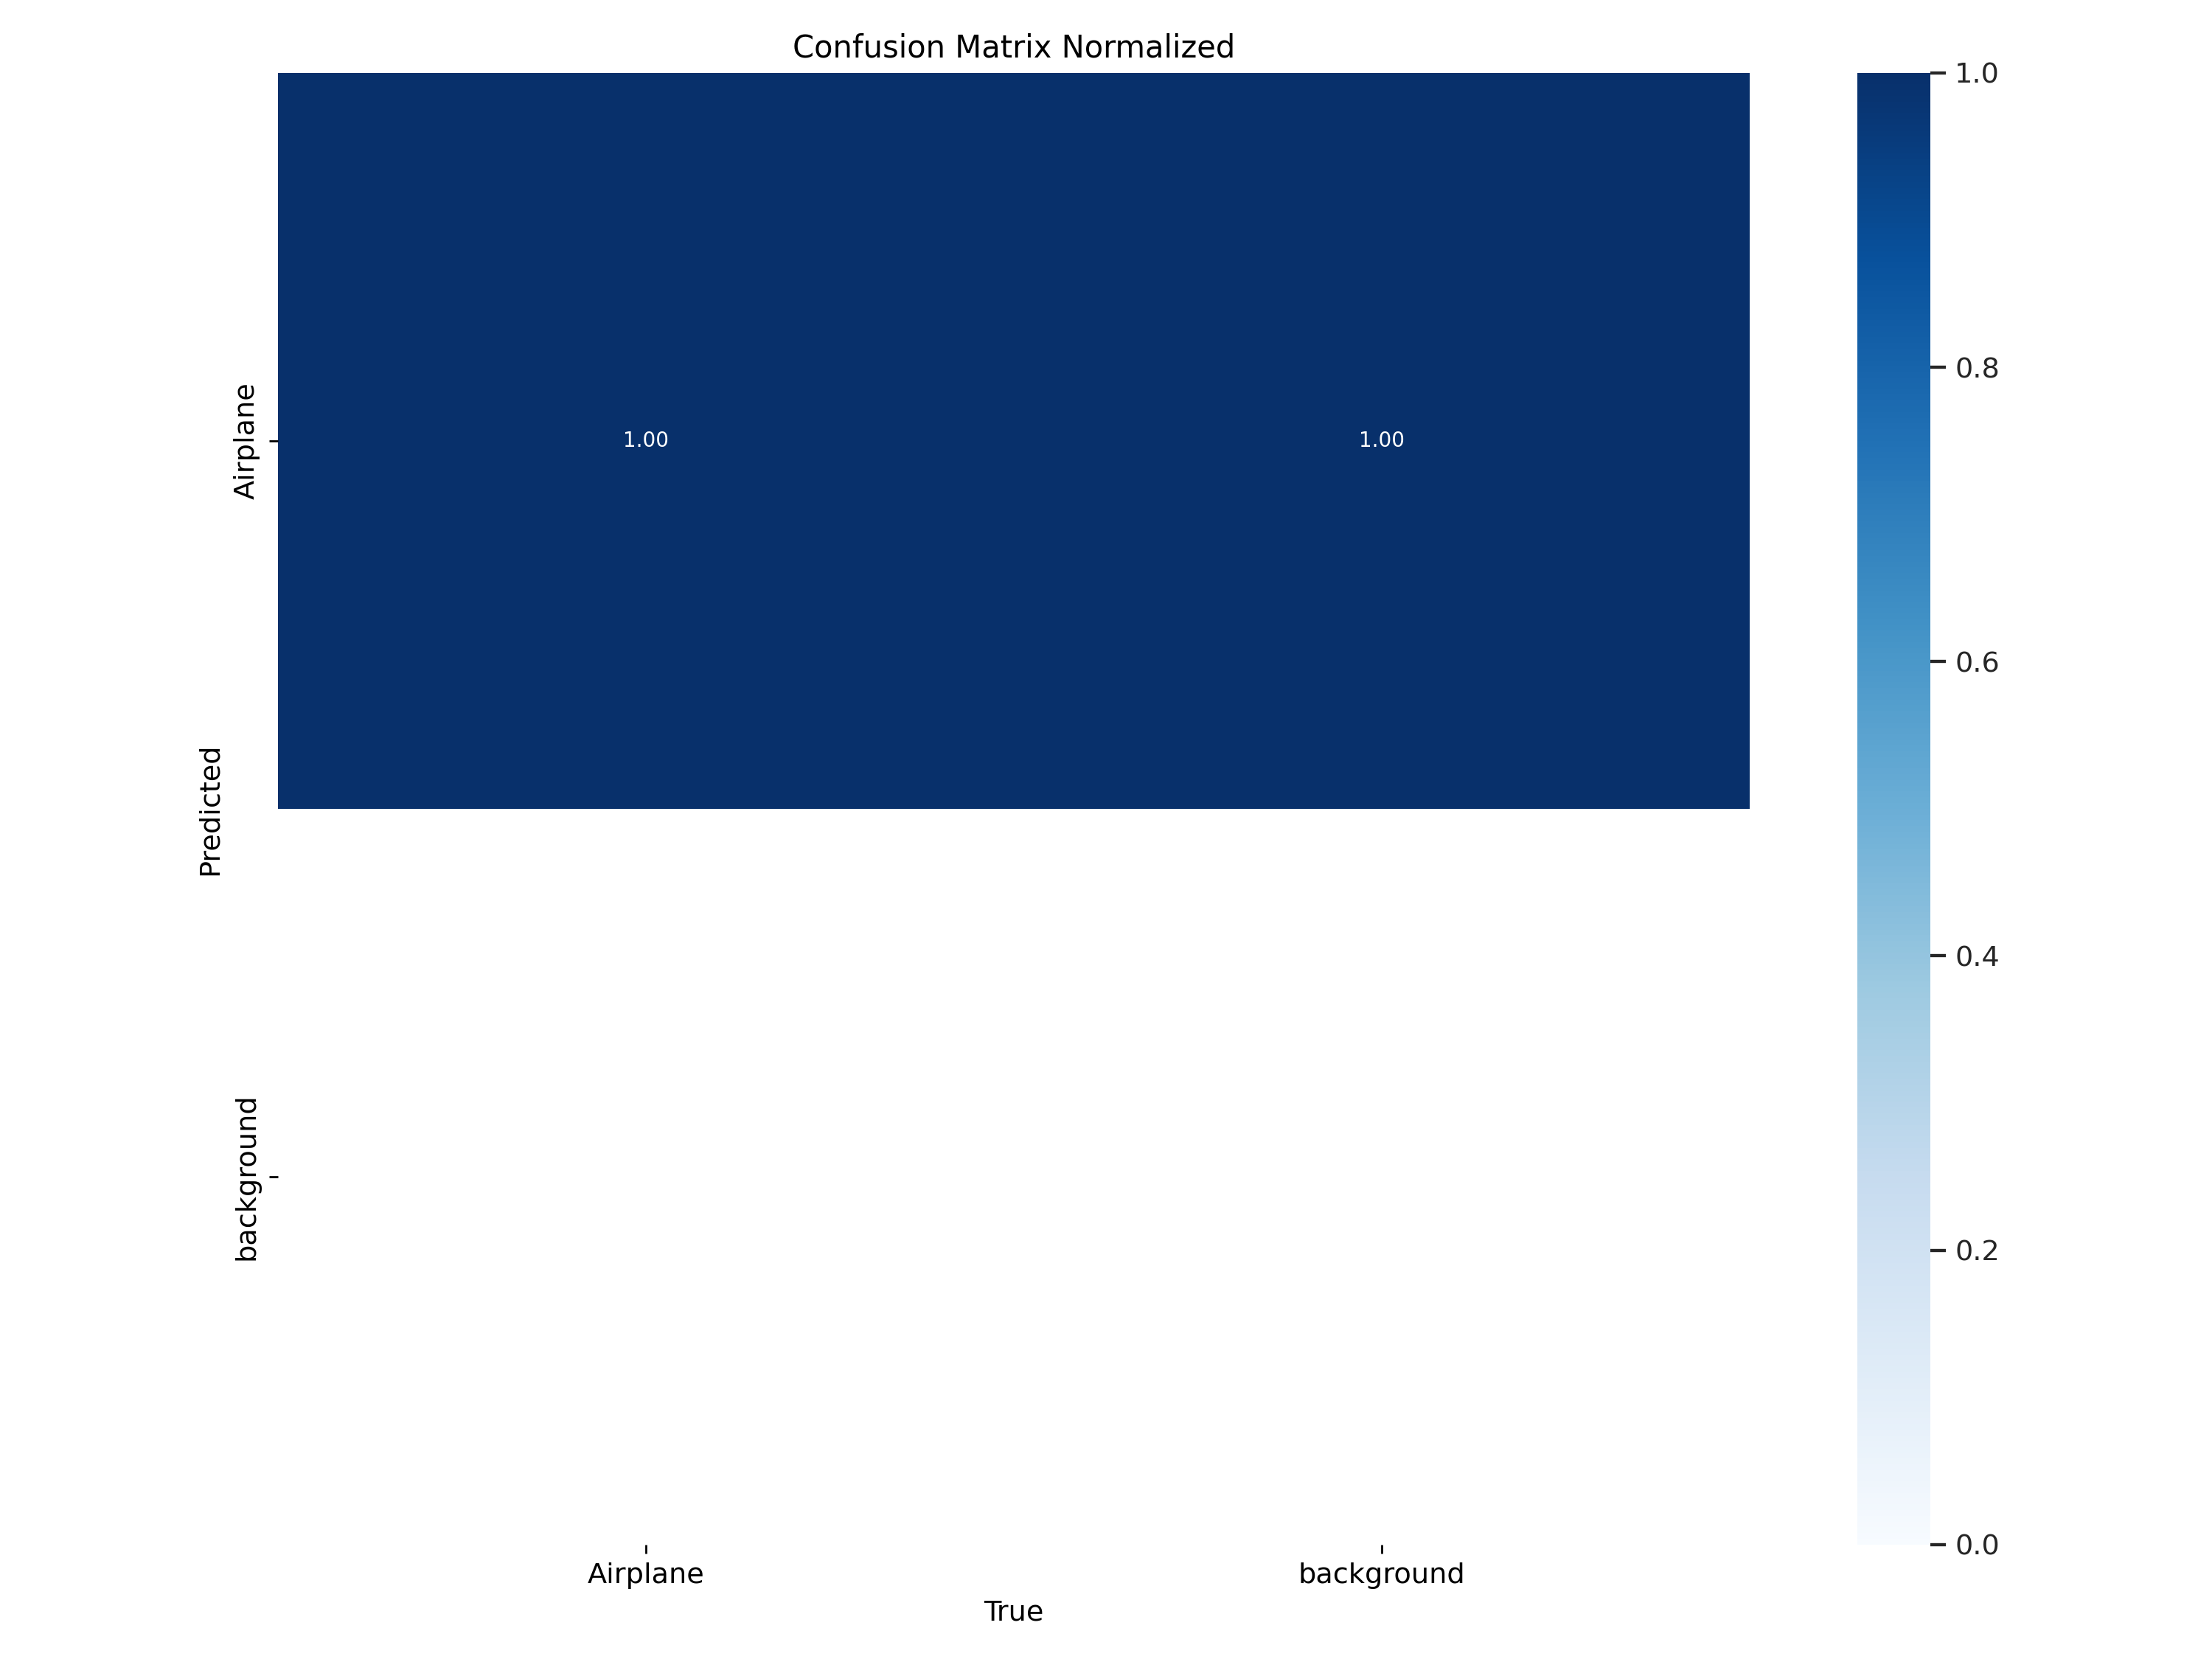 Confusion Matrix Normalized
1.0
0.8
0.6
0.4
0.2
0.0
Airplane
1.00
1.00
Predicted
background
Airplane
background
True